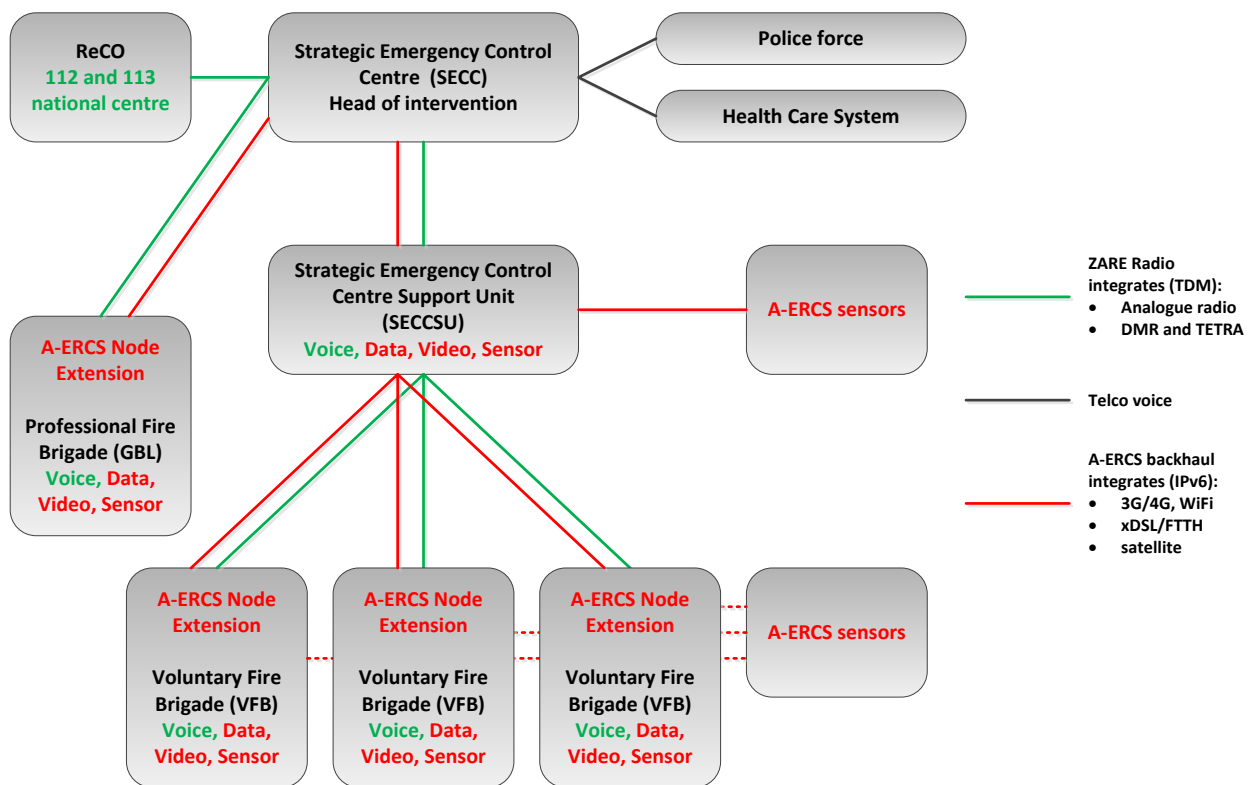 ReCO
112 and 113
national centre
Strategic Emergency Control
Centre (SECC)
Head of intervention
Police force
Health Care System
Strategic Emergency Control
Centre Support Unit
(SECCSU)
Voice, Data, Video, Sensor
A-ERCS sensors
ZARE Radio
integrates (TDM):
• Analogue radio
• DMR and TETRA
Telco voice
A-ERCS backhaul
integrates (IPv6):
• 3G/4G, WiFi
• xDSL/FTTH
• satellite
A-ERCS Node
Extension
Professional Fire
Brigade (GBL)
Voice, Data,
Video, Sensor
A-ERCS Node
Extension
Voluntary Fire
Brigade (VFB)
Voice, Data,
Video, Sensor
A-ERCS Node
Extension
Voluntary Fire
Brigade (VFB)
Voice, Data,
Video, Sensor
A-ERCS Node
Extension
Voluntary Fire
Brigade (VFB)
Voice, Data,
Video, Sensor
A-ERCS sensors